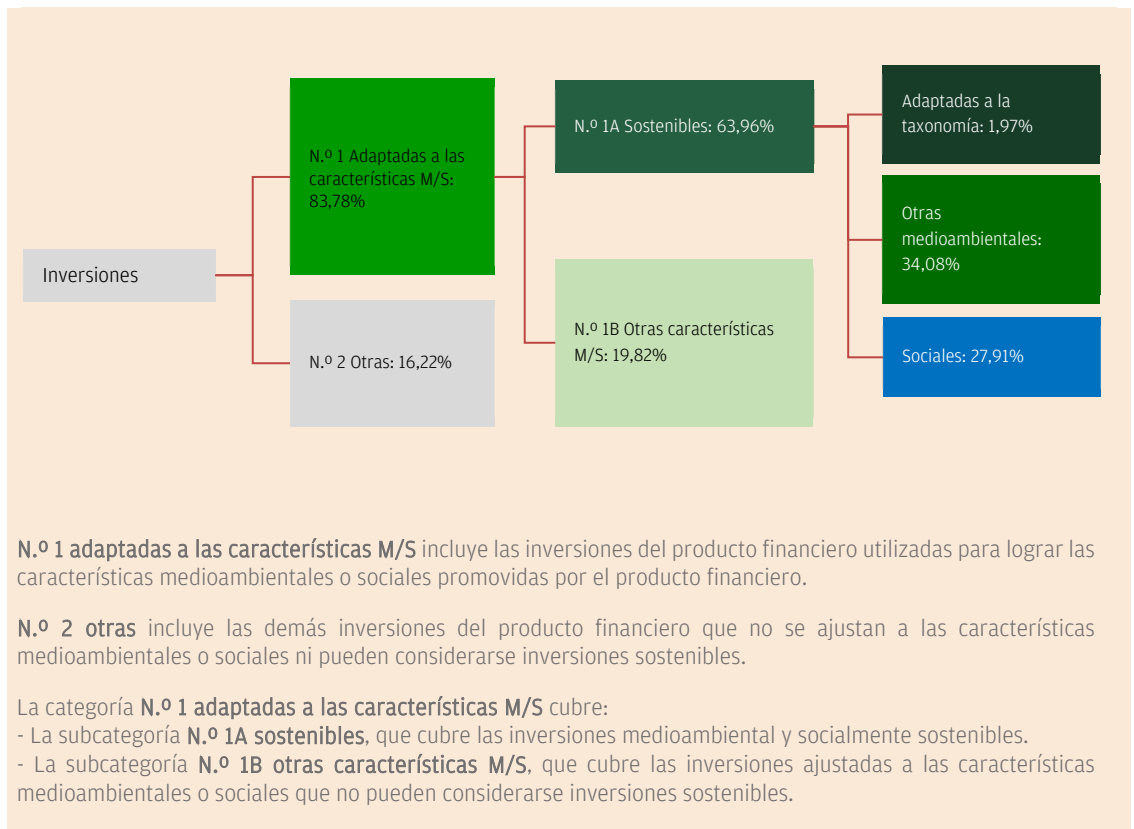 Inversiones
N.º 1 Adaptadas a las
características M/S:
83,78%
N.º 2 Otras: 16,22%
N.º 1A Sostenibles: 63,96%
N.º 1B Otras características
M/S: 19,82%
Adaptadas a la
taxonomía: 1,97%
Otras
medioambientales:
34,08%
Sociales: 27,91%
N.º 1 adaptadas a las características M/S incluye las inversiones del producto financiero utilizadas para lograr las
características medioambientales o sociales promovidas por el producto financiero.
N.º 2 otras incluye las demás inversiones del producto financiero que no se ajustan a las características
medioambientales o sociales ni pueden considerarse inversiones sostenibles.
La categoría N.º 1 adaptadas a las características M/S cubre:
- La subcategoría N.º 1A sostenibles, que cubre las inversiones medioambiental y socialmente sostenibles.
- La subcategoría N.º 1B otras características M/S, que cubre las inversiones ajustadas a las características
medioambientales o sociales que no pueden considerarse inversiones sostenibles.